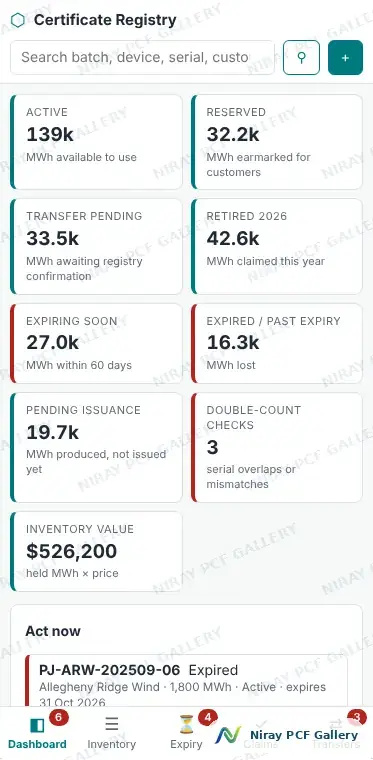 Certificate Registry
Search batch, device, serial, custo
+
ACTIVE
139k
MWh available to use
RESERVED
32.2k
MWh earmarked for
customers
TRANSFER PENDING
33.5k
MWh awaiting registry
confirmation
RETIRED 2026
42.6k
MWh claimed this year
EXPIRING SOON
27.0k
MWh within 60 days
EXPIRED / PAST EXPIRY
16.3k
MWh lost
PENDING ISSUANCE
19.7k
MWh produced, not issued
yet
DOUBLE-COUNT
CHECKS
3
serial overlaps or
mismatches
INVENTORY VALUE
$526,200
held MWh × price
Act now
PJ-ARW-202509-06 Expired
Allegheny Ridge Wind · 1,800 MWh · Active · expires
31 Oct 2026
6
4
3
Dashboard
Inventory
Expiry
Claims
Transfers
Niray PCF Gallery
NIRAY PCF GALLERY